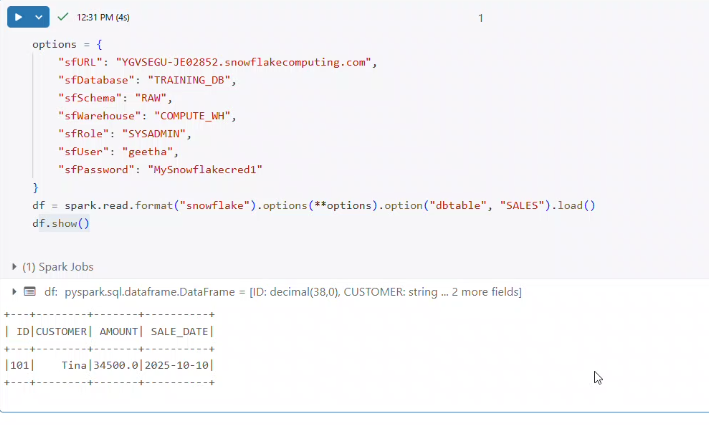 12:31 PM (4s)
1
options = {
"sfURL": "YGVSEGU-JE02852.snowflakecomputing.com",
"sfDatabase": "TRAINING_DB",
"sfSchema": "RAW",
"sfWarehouse": "COMPUTE_WH",
"sfRole": "SYSADMIN",
"sfUser": "geetha",
"sfPassword": "MySnowflakecred1"
}
df = spark.read.format("snowflake").options(**options).option("dbtable", "SALES").load()
df.show()
(1) Spark Jobs
df: pyspark.sql.dataframe.DataFrame = [ID: decimal(38,0), CUSTOMER: string ... 2 more fields]
+---+--------+-------+----------+
| ID|CUSTOMER| AMOUNT| SALE_DATE|
+---+--------+-------+----------+
|101|    Tina|34500.0|2025-10-10|
+---+--------+-------+----------+